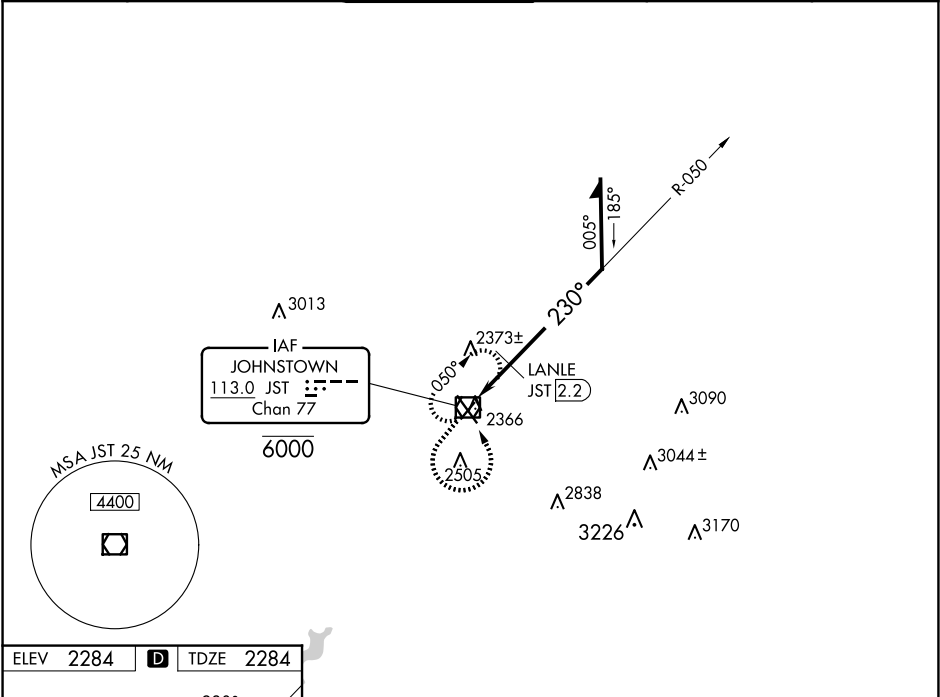 R-050
005°
185°
230°
3013
IAF
JOHNSTOWN
113.0 JST
Chan 77
6000
2373±
050°
LANLE
JST 2.2
2366
3090
2505
3044±
2838
3226
3170
MSA JST 25 NM
4400
ELEV 2284 D TDZE 2284